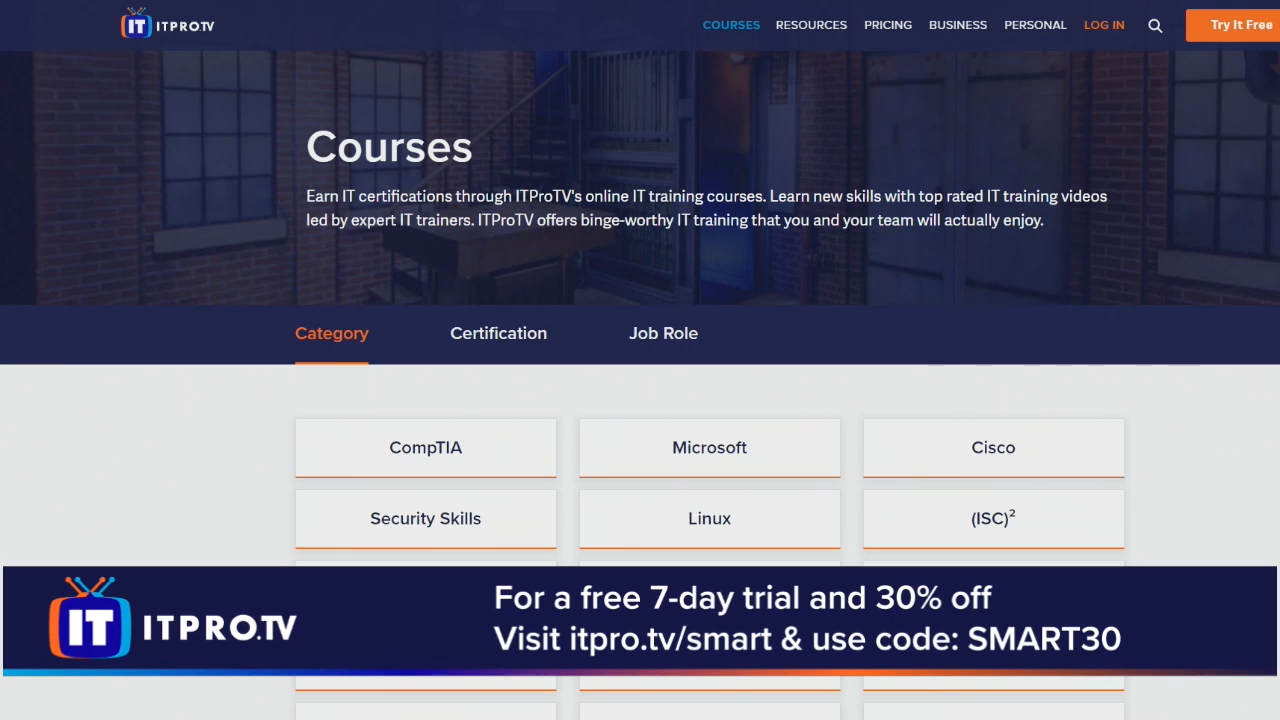 IT ITPRO.TV
COURSES RESOURCES PRICING BUSINESS PERSONAL LOG IN Try It Free
Courses
Earn IT certifications through ITProTV's online IT training courses. Learn new skills with top rated IT training videos
led by expert IT trainers. ITProTV offers binge-worthy IT training that you and your team will actually enjoy.
Category Certification Job Role
CompTIA Microsoft Cisco
Security Skills Linux (ISC)²
IT ITPRO.TV
For a free 7-day trial and 30% off
Visit itpro.tv/smart & use code: SMART30